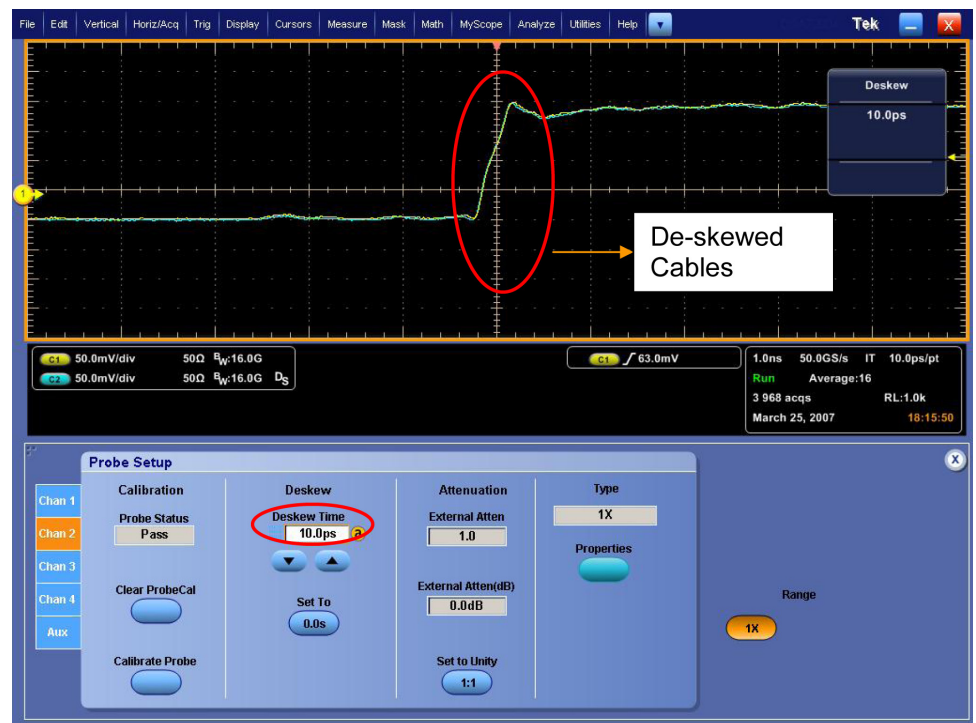 File Edit Vertical Horiz/Acq Trig Display Cursors Measure Mask Math MyScope Analyze Utilities Help Tek X
Deskew
10.0ps
1
De-skewed
Cables
C1 50.0mV/div 50Ω BW:16.0G
C2 50.0mV/div 50Ω BW:16.0G DS
C1 63.0mV
1.0ns 50.0GS/s IT 10.0ps/pt
Run Average:16
3 968 acqs RL:1.0k
March 25, 2007 18:15:50
Probe Setup X
Chan 1
Chan 2
Chan 3
Chan 4
Aux
Calibration
Probe Status
Pass
Clear ProbeCal
Calibrate Probe
Deskew
Deskew Time
10.0ps a
Set To
0.0s
Attenuation
External Atten
1.0
External Atten(dB)
0.0dB
Set to Unity
1:1
Type
1X
Properties
Range
1X